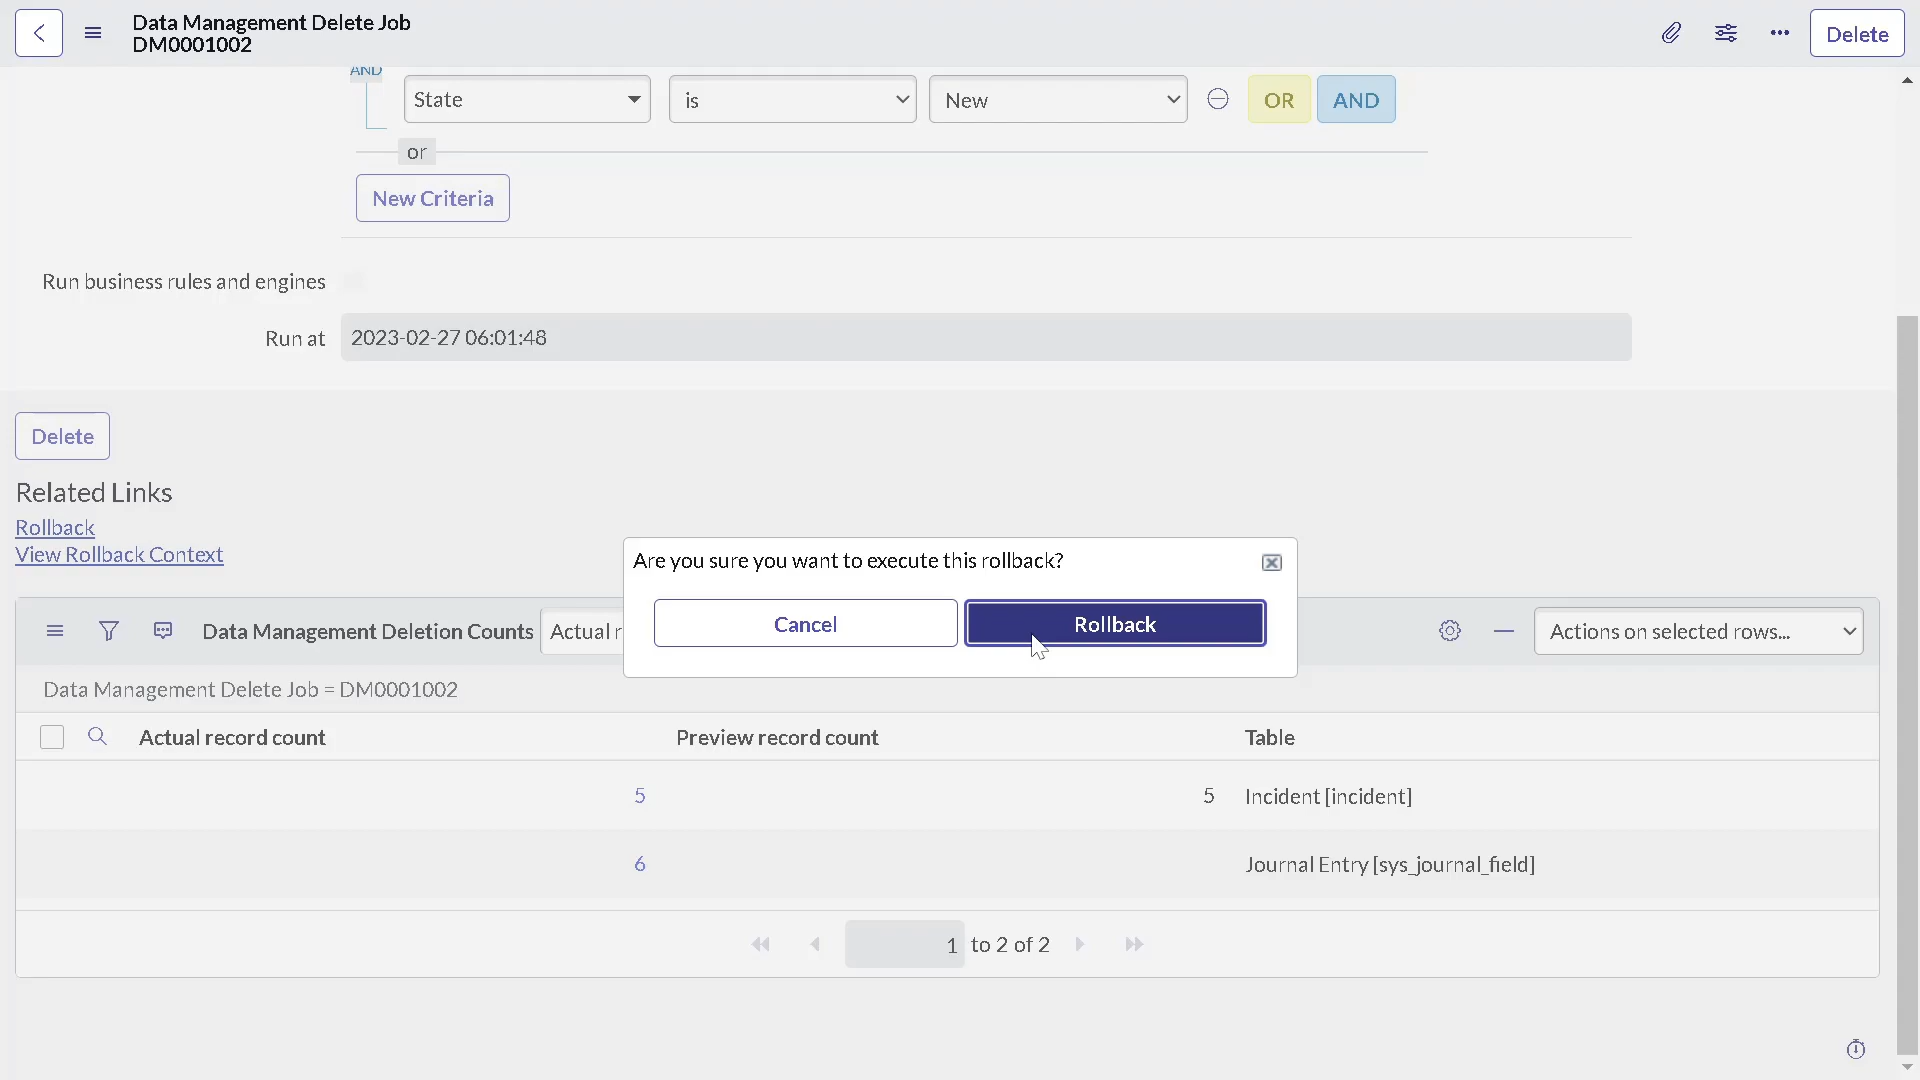 Data Management Delete Job
DM0001002
Delete
AND
State
is
New
OR
AND
or
New Criteria
Run business rules and engines
Run at
2023-02-27 06:01:48
Delete
Related Links
Rollback
View Rollback Context
Are you sure you want to execute this rollback?
Cancel
Rollback
Data Management Deletion Counts
Actual r
Actions on selected rows...
Data Management Delete Job = DM0001002
Actual record count
Preview record count
Table
5
5
Incident [incident]
6
Journal Entry [sys_journal_field]
1 to 2 of 2